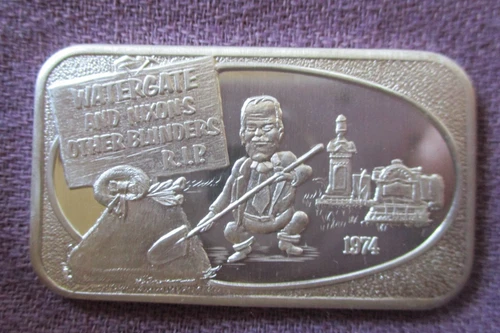 WATERGATE
AND NIXONS
OTHER BLUNDERS
R.I.P.
1974